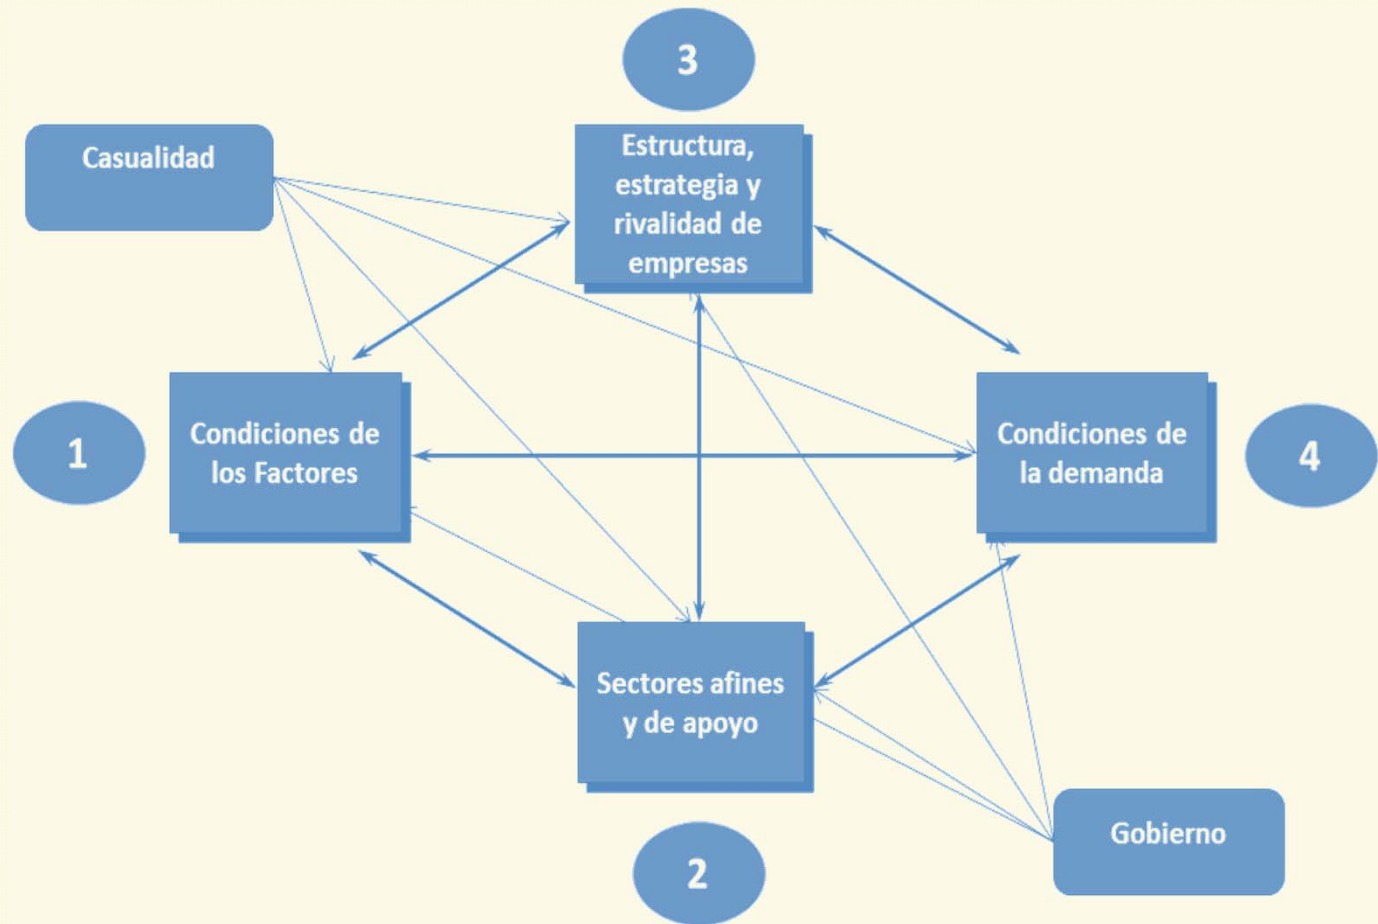 3
Casualidad
Estructura,
estrategia y
rivalidad de
empresas
1
Condiciones de
los Factores
Condiciones de
la demanda
4
Sectores afines
y de apoyo
Gobierno
2